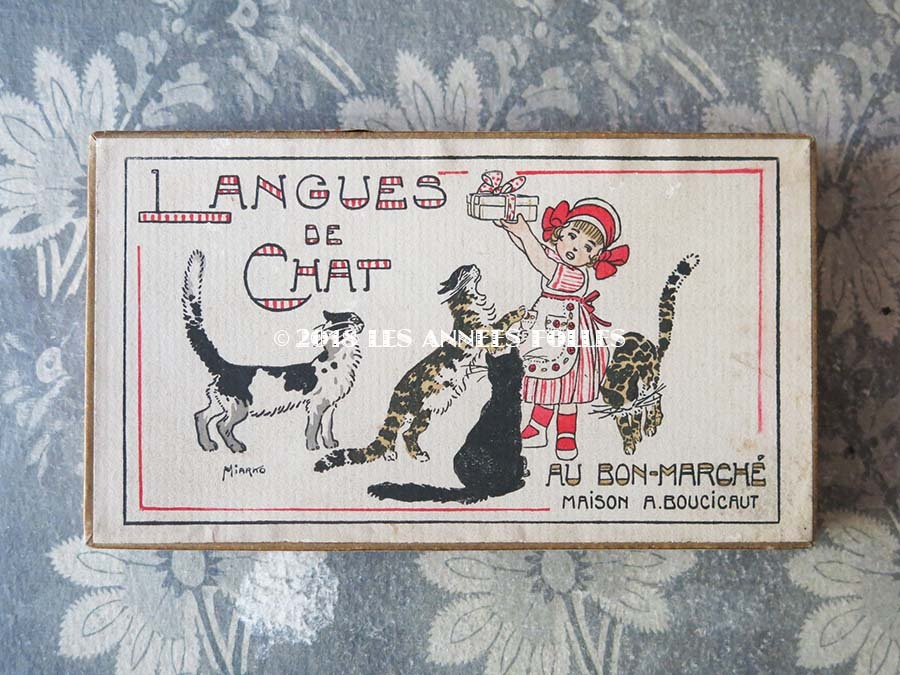 LANGUES
DE
CHAT
© 2018 LES ANNEES FOLLES
MIARKO
AU BON-MARCHÉ
MAISON A. BOUCICAUT